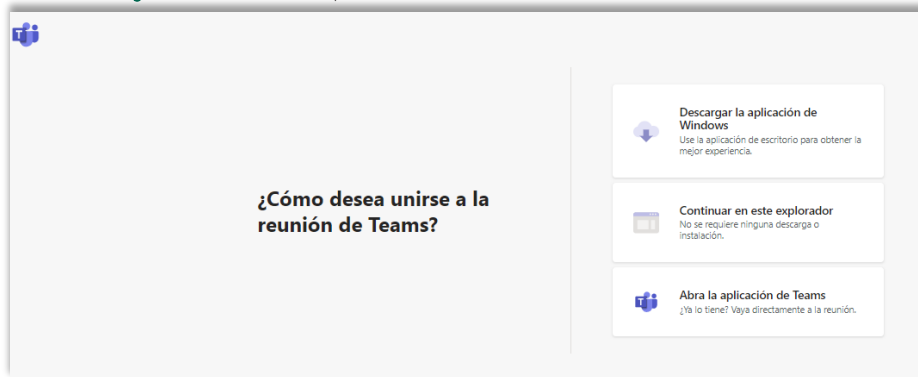 ¿Cómo desea unirse a la
reunión de Teams?
Descargar la aplicación de
Windows
Use la aplicación de escritorio para obtener la
mejor experiencia.
Continuar en este explorador
No se requiere ninguna descarga o
instalación.
Abra la aplicación de Teams
¿Ya lo tiene? Vaya directamente a la reunión.